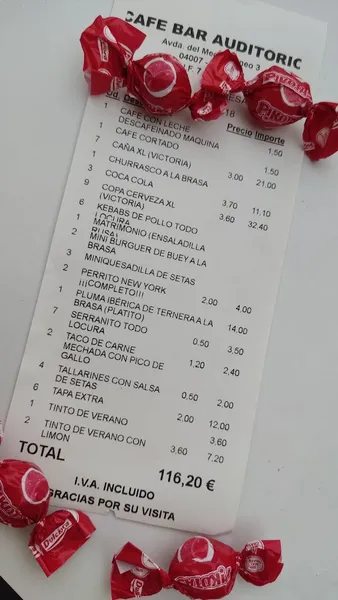 CAFE BAR AUDITORIO
Avda. del Me
04007
Precio Importe
1 CAFE CON LECHE
DESCAFEINADO MAQUINA 1.50
1 CAFE CORTADO 1.50
7 CAÑA XL (VICTORIA) 3.00 21.00
1 CHURRASCO A LA BRASA
3 COCA COLA 3.70 11.10
9 COPA CERVEZA XL
(VICTORIA) 3.60 32.40
6 KEBABS DE POLLO TODO
LOCURA
1 MATRIMONIO (ENSALADILLA
RUSA)
2 MINI BURGUER DE BUEY A LA
BRASA
3 MINIQUESADILLA DE SETAS
2 PERRITO NEW YORK
¡¡¡COMPLETO!!! 2.00 4.00
1 PLUMA IBERICA DE TERNERA A LA
BRASA (PLATITO) 14.00
7 SERRANITO TODO
LOCURA 0.50 3.50
2 TACO DE CARNE
MECHADA CON PICO DE
GALLO 1.20 2.40
4 TALLARINES CON SALSA
DE SETAS 0.50 2.00
6 TAPA EXTRA 2.00 12.00
1 TINTO DE VERANO 3.60
2 TINTO DE VERANO CON
LIMON 3.60 7.20
TOTAL 116,20 €
I.V.A. INCLUIDO
GRACIAS POR SU VISITA